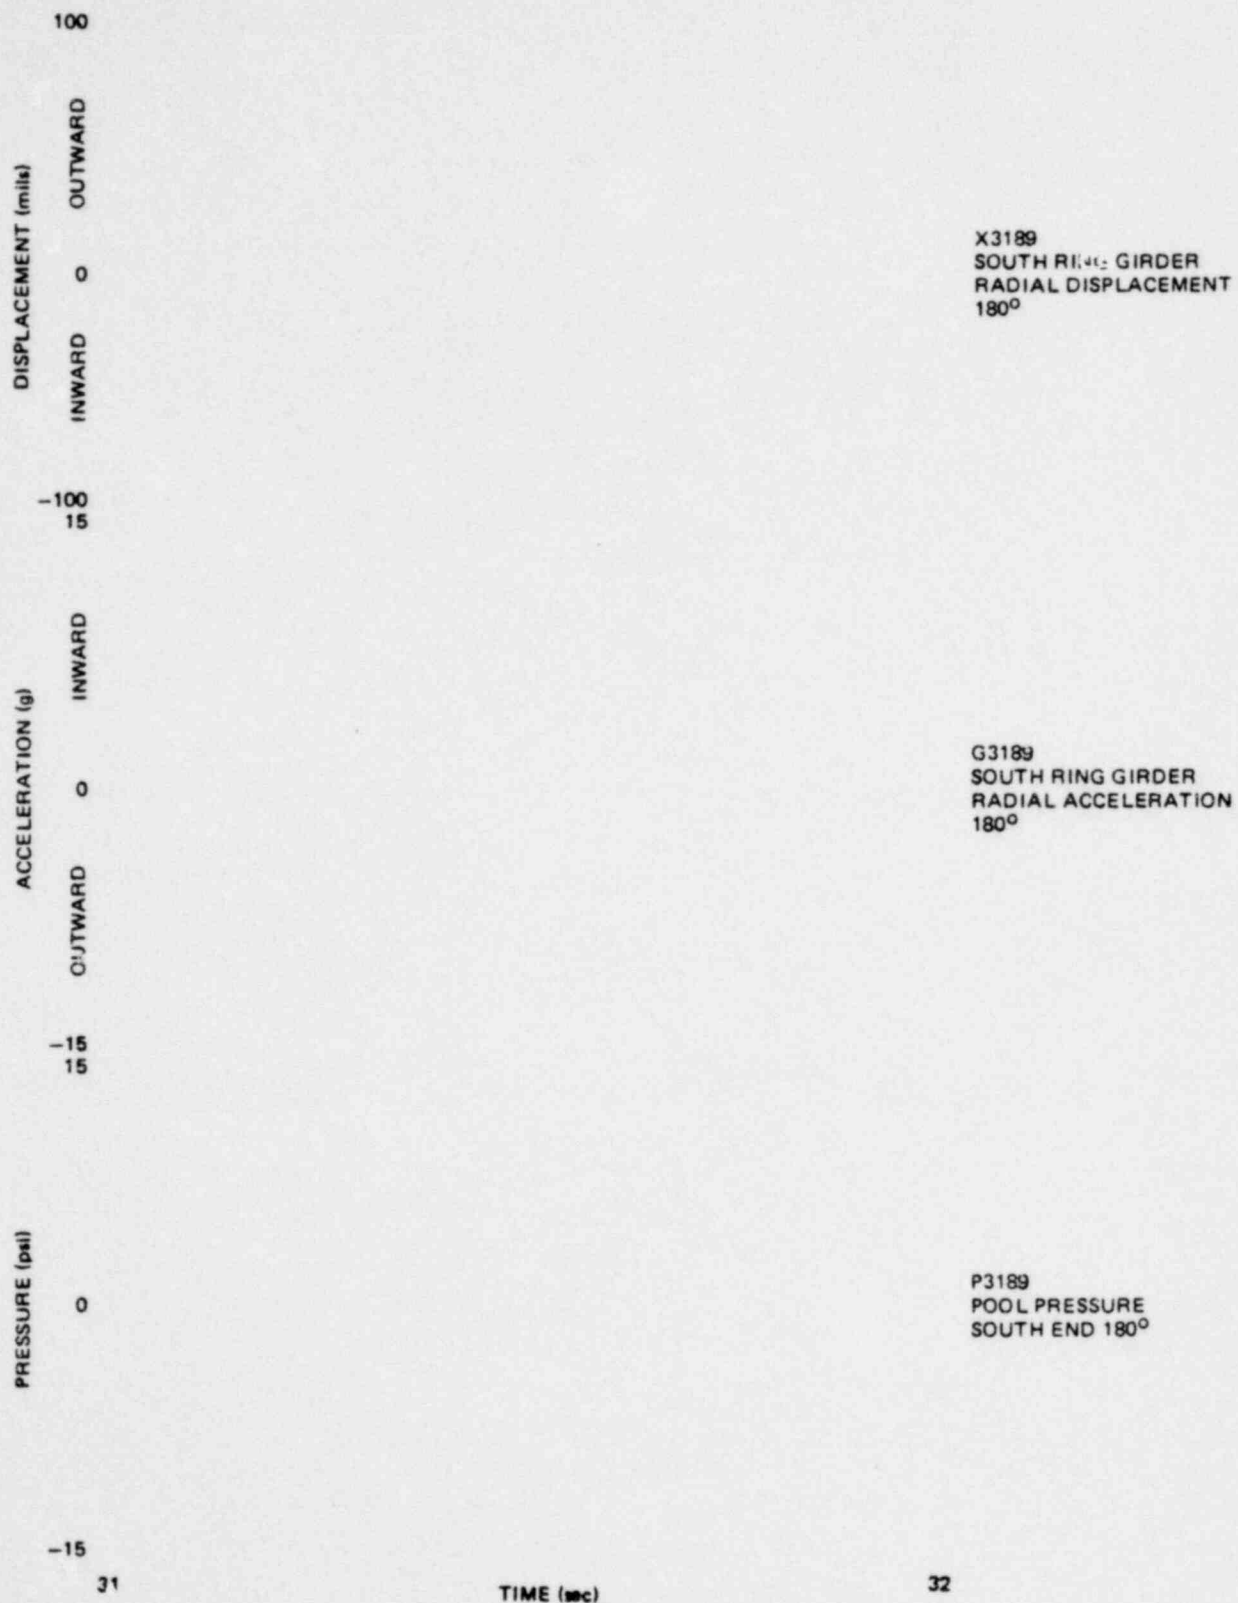 100
DISPLACEMENT (mils)
OUTWARD
0
INWARD
-100
X3189
SOUTH RING GIRDER
RADIAL DISPLACEMENT
180°
15
ACCELERATION (g)
INWARD
0
OUTWARD
-15
G3189
SOUTH RING GIRDER
RADIAL ACCELERATION
180°
15
PRESSURE (psi)
0
-15
P3189
POOL PRESSURE
SOUTH END 180°
31
TIME (sec)
32